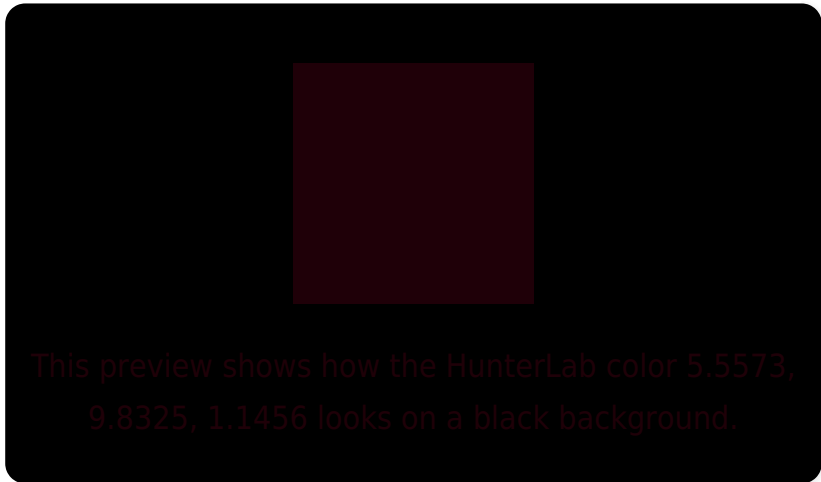 This preview shows how the HunterLab color 5.5573,
9.8325, 1.1456 looks on a black background.